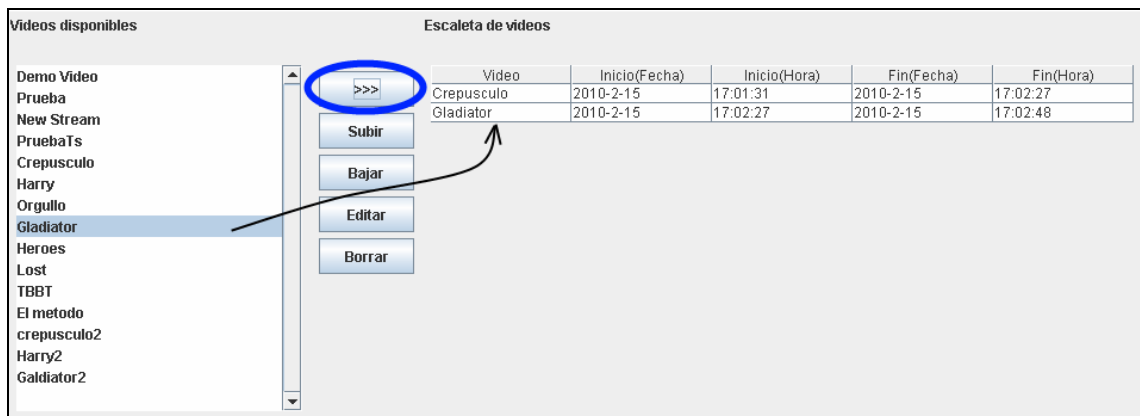 Videos disponibles
Escaleta de videos
Demo Video
Prueba
New Stream
PruebaTs
Crepusculo
Harry
Orgullo
Gladiator
Heroes
Lost
TBBT
El metodo
crepusculo2
Harry2
Galdiator2
>>>
Subir
Bajar
Editar
Borrar
Video Inicio(Fecha) Inicio(Hora) Fin(Fecha) Fin(Hora)
Crepusculo 2010-2-15 17:01:31 2010-2-15 17:02:27
Gladiator 2010-2-15 17:02:27 2010-2-15 17:02:48